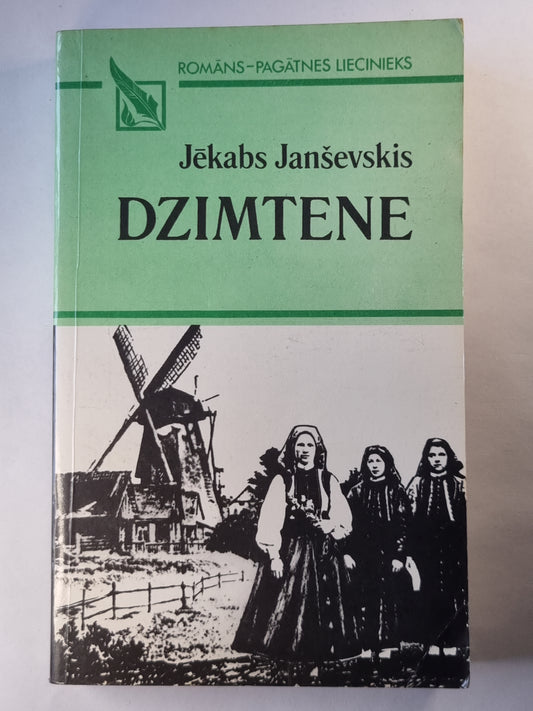 ROMĀNS-PAGĀTNES LIECINIEKS
Jēkabs Janševskis
DZIMTENE